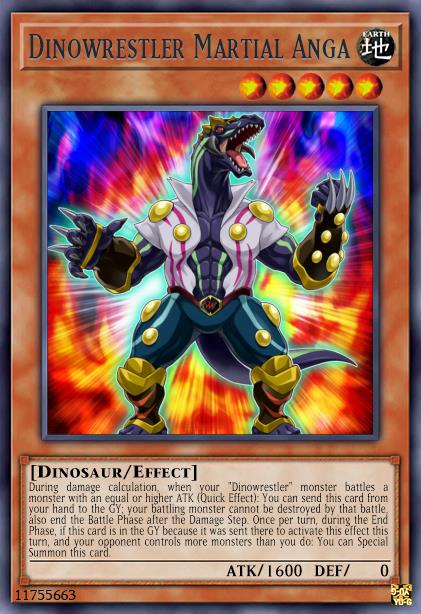 DINOWRESTLER MARTIAL ANGA
EARTH
地
[DINOSAUR/EFFECT]
During damage calculation, when your "Dinowrestler" monster battles a
monster with an equal or higher ATK (Quick Effect): You can send this card from
your hand to the GY; your battling monster cannot be destroyed by that battle,
also end the Battle Phase after the Damage Step. Once per turn, during the End
Phase, if this card is in the GY because it was sent there to activate this effect this
turn, and your opponent controls more monsters than you do: You can Special
Summon this card.
ATK/1600 DEF/ 0
11755663